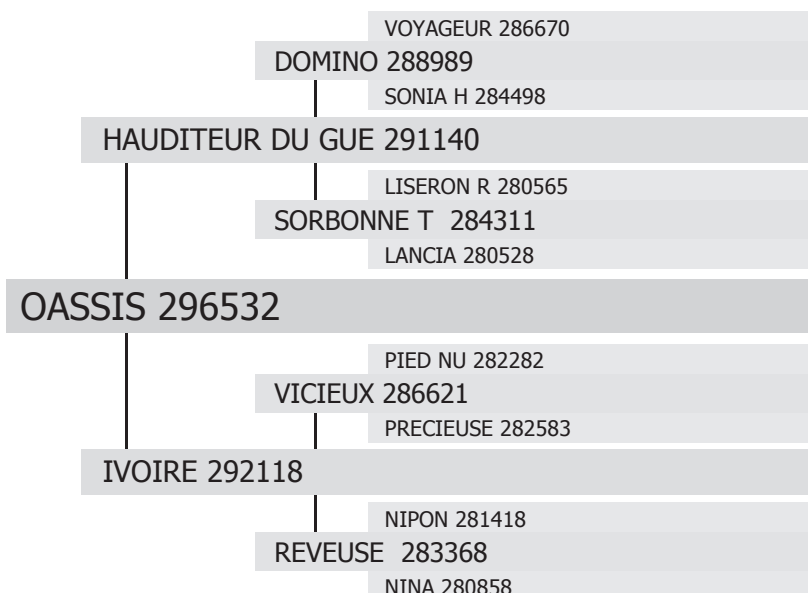 VOYAGEUR 286670
DOMINO 288989
SONIA H 284498
HAUDITEUR DU GUE 291140
LISERON R 280565
SORBONNE T 284311
LANCIA 280528
OASSIS 296532
PIED NU 282282
VICIEUX 286621
PRECIEUSE 282583
IVOIRE 292118
NIPON 281418
REVEUSE 283368
NINA 280858